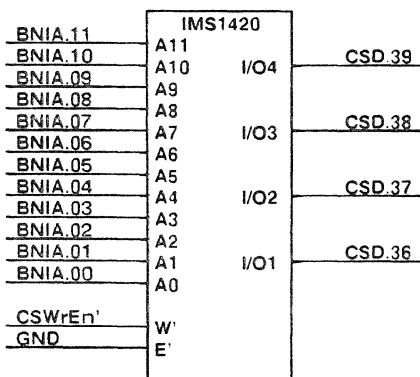 IMS1420
BNIA.11 A11
BNIA.10 A10 I/O4 CSD.39
BNIA.09 A9
BNIA.08 A8
BNIA.07 A7 I/O3 CSD.38
BNIA.06 A6
BNIA.05 A5
BNIA.04 A4 I/O2 CSD.37
BNIA.03 A3
BNIA.02 A2
BNIA.01 A1 I/O1 CSD.36
BNIA.00 A0
CSWrEn' W'
GND E'